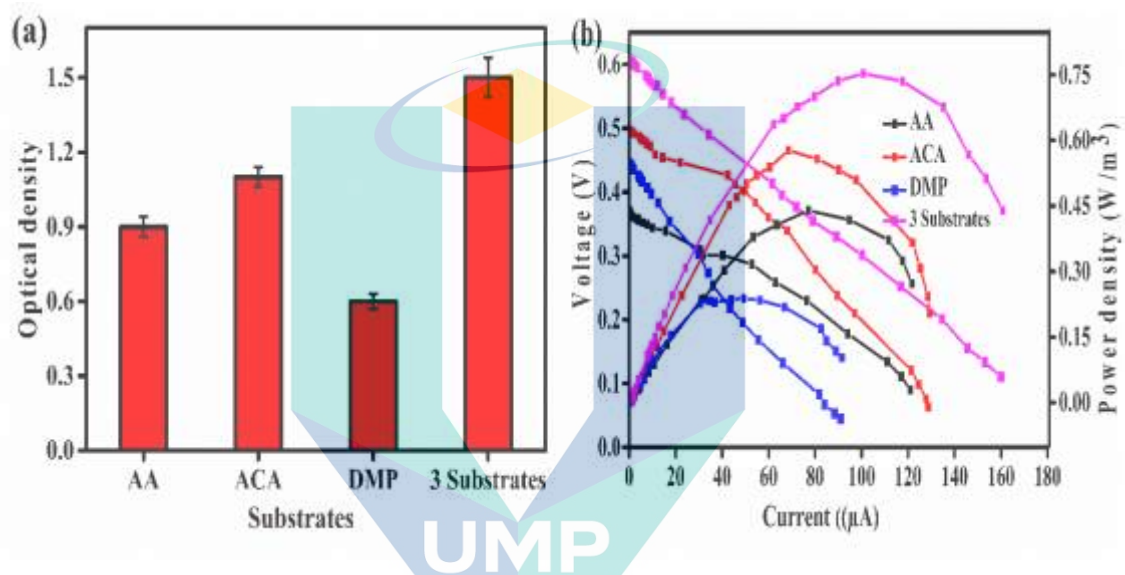 (a)
Optical density
1.5
1.2
0.9
0.6
0.3
0.0
AA ACA DMP 3 Substrates
Substrates
(b)
Voltage (V)
0.6
0.5
0.4
0.3
0.2
0.1
0.0
0 20 40 60 80 100 120 140 160 180
Current ((µA)
AA
ACA
DMP
3 Substrates
0.75
0.60
0.45
0.30
0.15
0.00
Power density (W/m³)
UMP